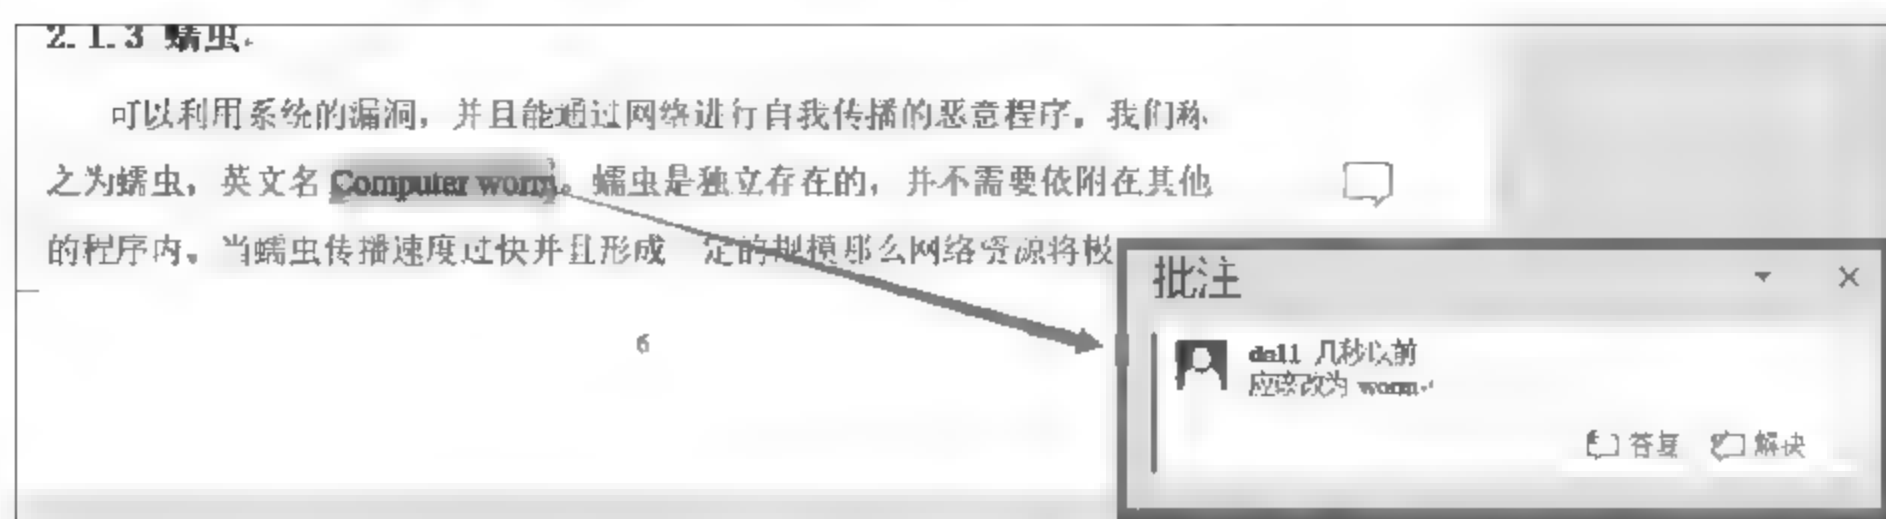 2.1.3 蠕虫
可以利用系统的漏洞，并且能通过网络进行自我传播的恶意程序，我们称
之为蠕虫，英文名 Computer worm。蠕虫是独立存在的，并不需要依附在其他
的程序内。当蠕虫传播速度过快并且形成一定的规模那么网络资源将极
6
批注
dell 几秒以前
应该改为 worm
答复 解决